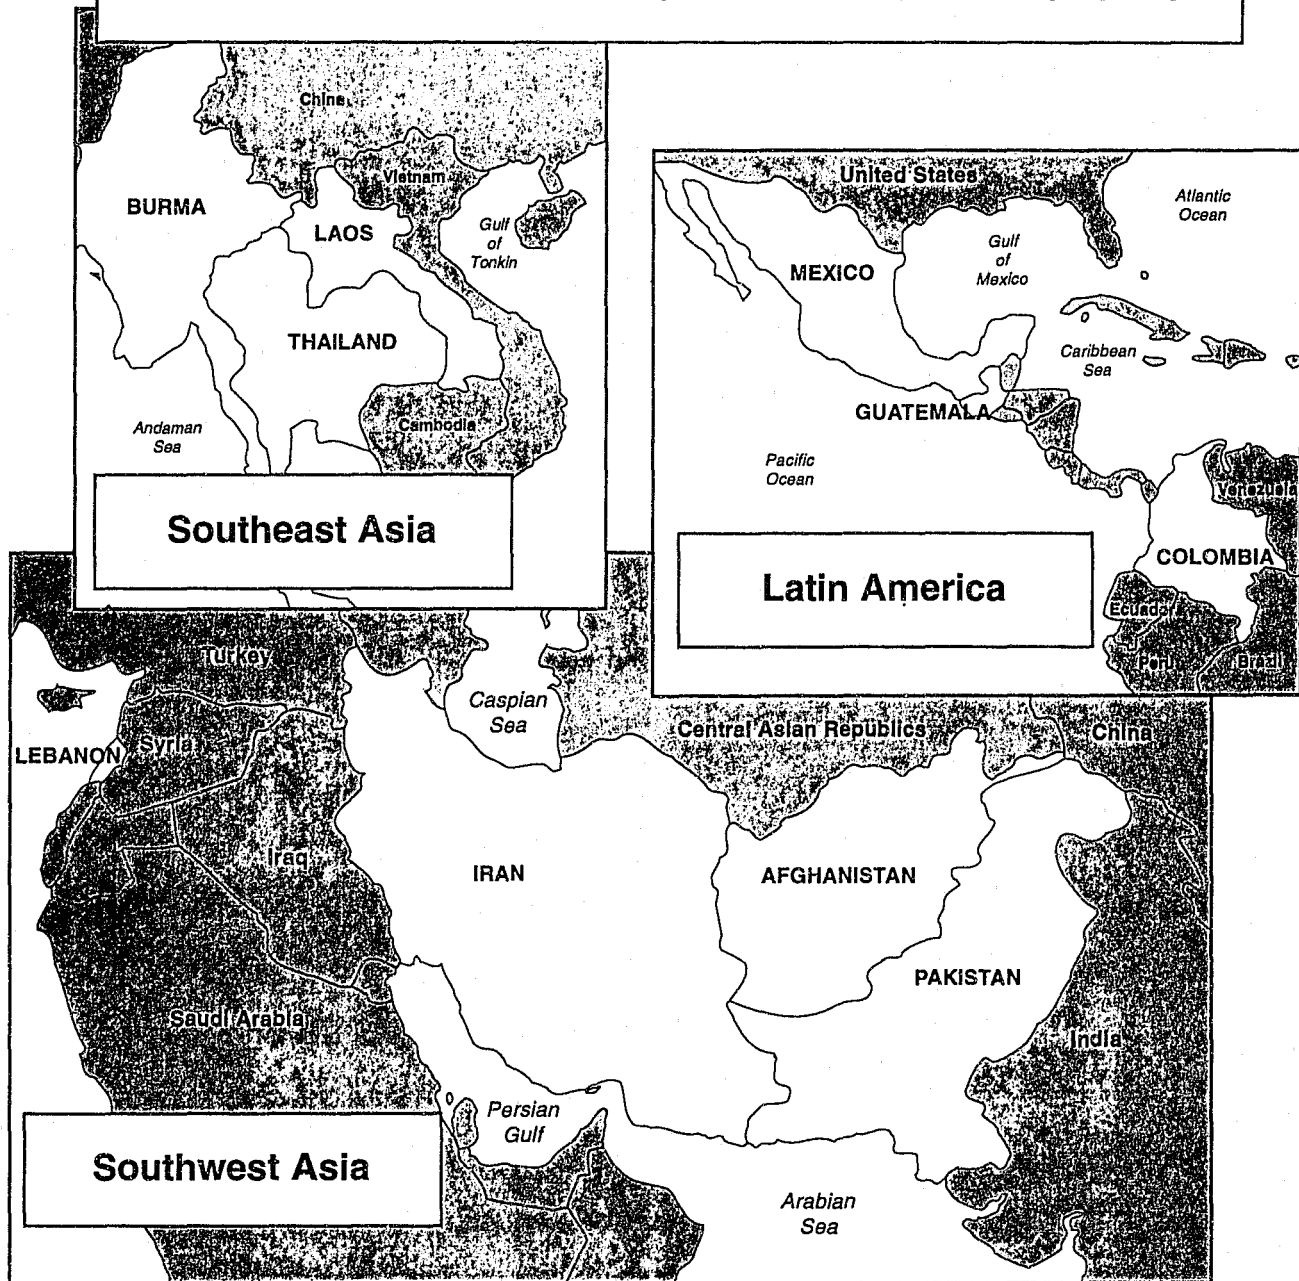 China
Vietnam
BURMA
LAOS
Gulf
of
Tonkin
THAILAND
Cambodia
Andaman
Sea
Southeast Asia
United States
Atlantic
Ocean
Gulf
of
Mexico
MEXICO
Caribbean
Sea
GUATEMALA
Pacific
Ocean
Venezuela
COLOMBIA
Latin America
Ecuador
Peru
Brazil
Turkey
Caspian
Sea
Central Asian Republics
China
LEBANON
Syria
Iraq
IRAN
AFGHANISTAN
PAKISTAN
Saudi Arabia
India
Persian
Gulf
Southwest Asia
Arabian
Sea